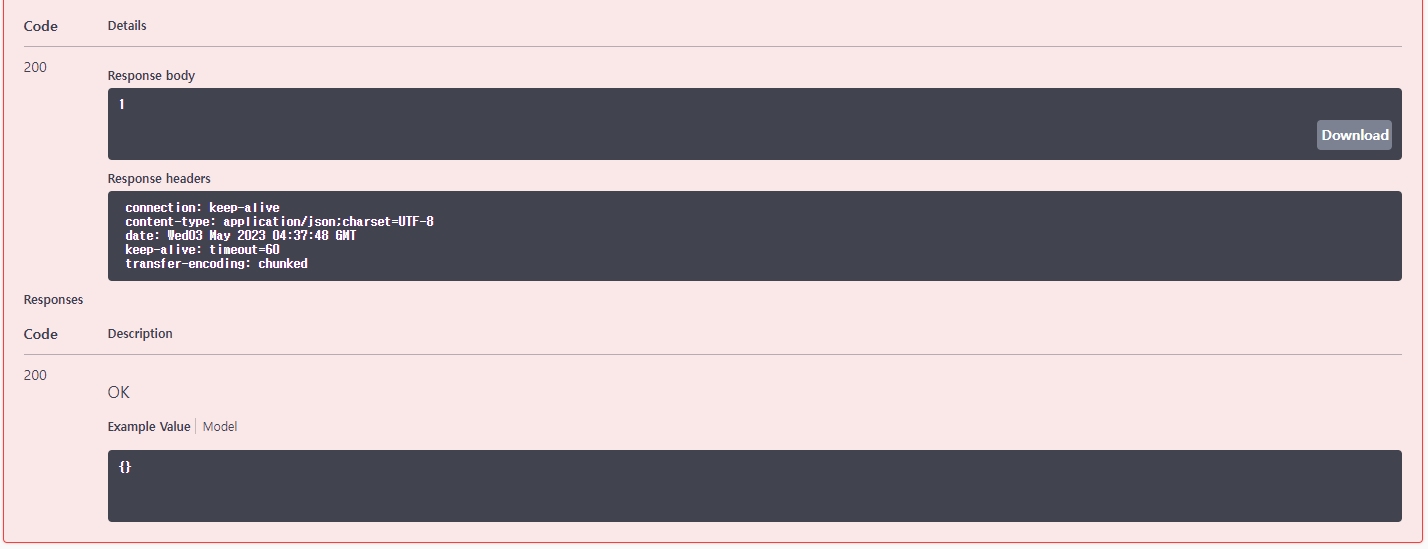 Code Details
200
Response body
1
Download
Response headers
connection: keep-alive
content-type: application/json;charset=UTF-8
date: Wed03 May 2023 04:37:48 GMT
keep-alive: timeout=60
transfer-encoding: chunked
Responses
Code Description
200
OK
Example Value Model
{}